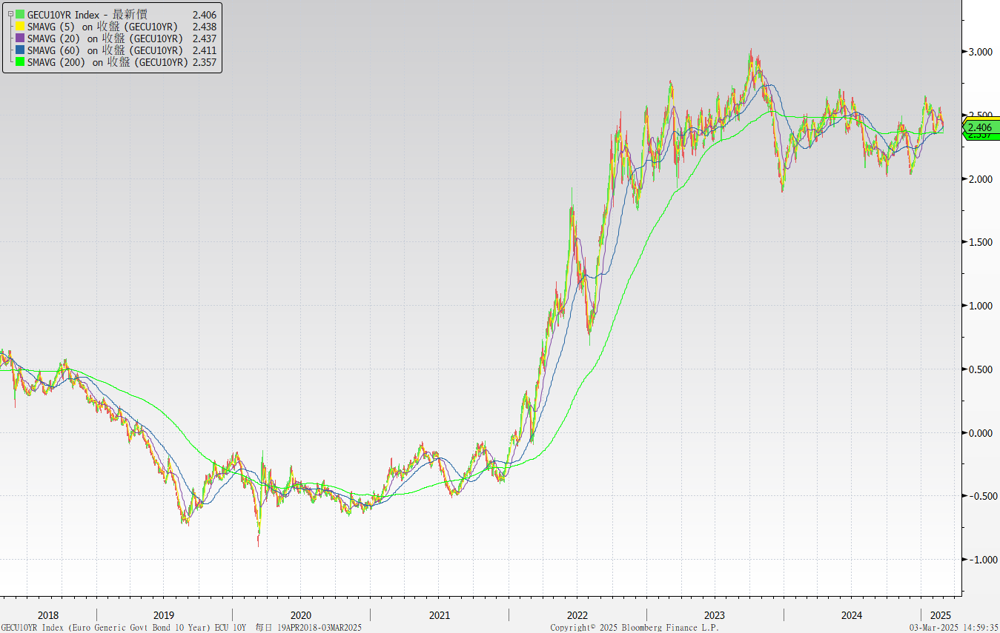 GECU10YR Index - 最新價 2.406
SMAVG (5) on 收盤 (GECU10YR) 2.438
SMAVG (20) on 收盤 (GECU10YR) 2.437
SMAVG (60) on 收盤 (GECU10YR) 2.411
SMAVG (200) on 收盤 (GECU10YR) 2.357
3.000
2.500
2.406
2.357
2.000
1.500
1.000
0.500
0.000
-0.500
-1.000
2018 2019 2020 2021 2022 2023 2024 2025
GECU10YR Index (Euro Generic Govt Bond 10 Year) ECU 10Y 每日 19APR2018-03MAR2025 Copyright© 2025 Bloomberg Finance L.P. 03-Mar-2025 14:59:35